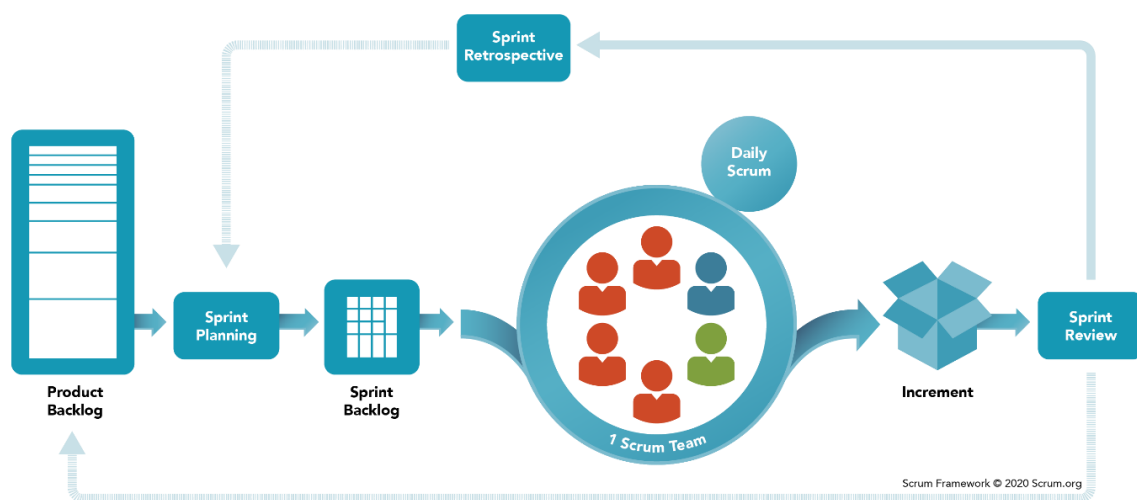 Sprint
Retrospective
Daily
Scrum
Sprint
Planning
Sprint
Review
Product
Backlog
Sprint
Backlog
Increment
1 Scrum Team
Scrum Framework © 2020 Scrum.org